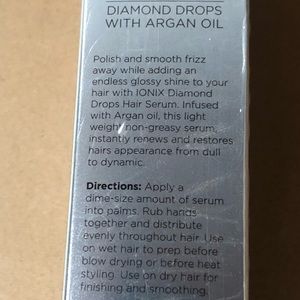 DIAMOND DROPS
WITH ARGAN OIL
Polish and smooth frizz
away while adding an
endless glossy shine to your
hair with IONIX Diamond
Drops Hair Serum. Infused
with Argan oil, this light
weight non-greasy serum,
instantly renews and restores
hairs appearance from dull
to dynamic.
Directions: Apply a
dime-size amount of serum
into palms. Rub hands
together and distribute
evenly throughout hair. Use
on wet hair to prep before
blow drying or before heat
styling. Use on dry hair for
finishing and smoothing.